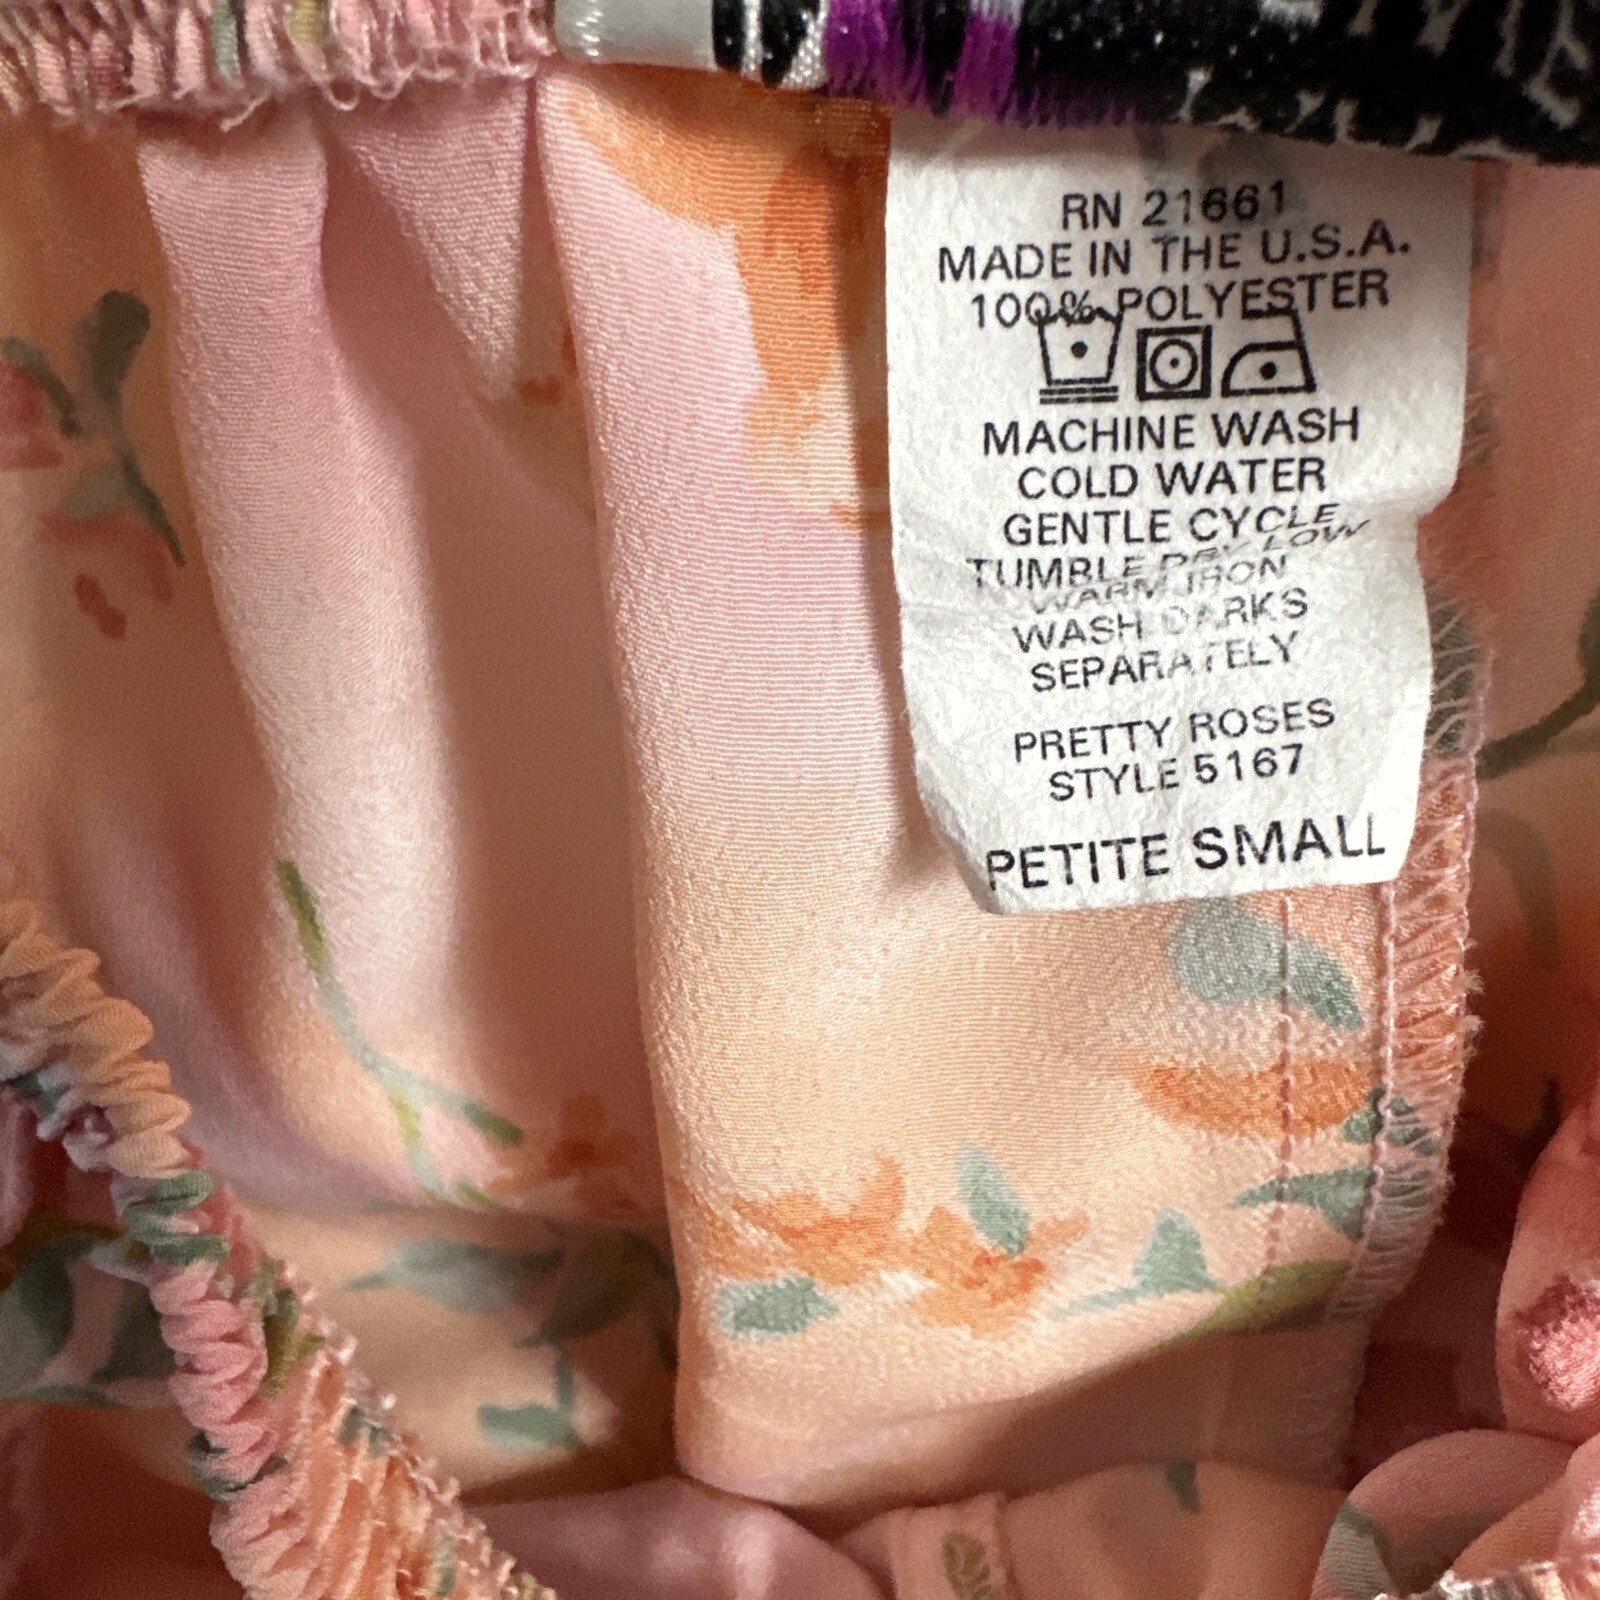 RN 21661
MADE IN THE U.S.A.
100% POLYESTER
MACHINE WASH
COLD WATER
GENTLE CYCLE
TUMBLE DRY LOW
WARM IRON
WASH DARKS
SEPARATELY
PRETTY ROSES
STYLE 5167
PETITE SMALL